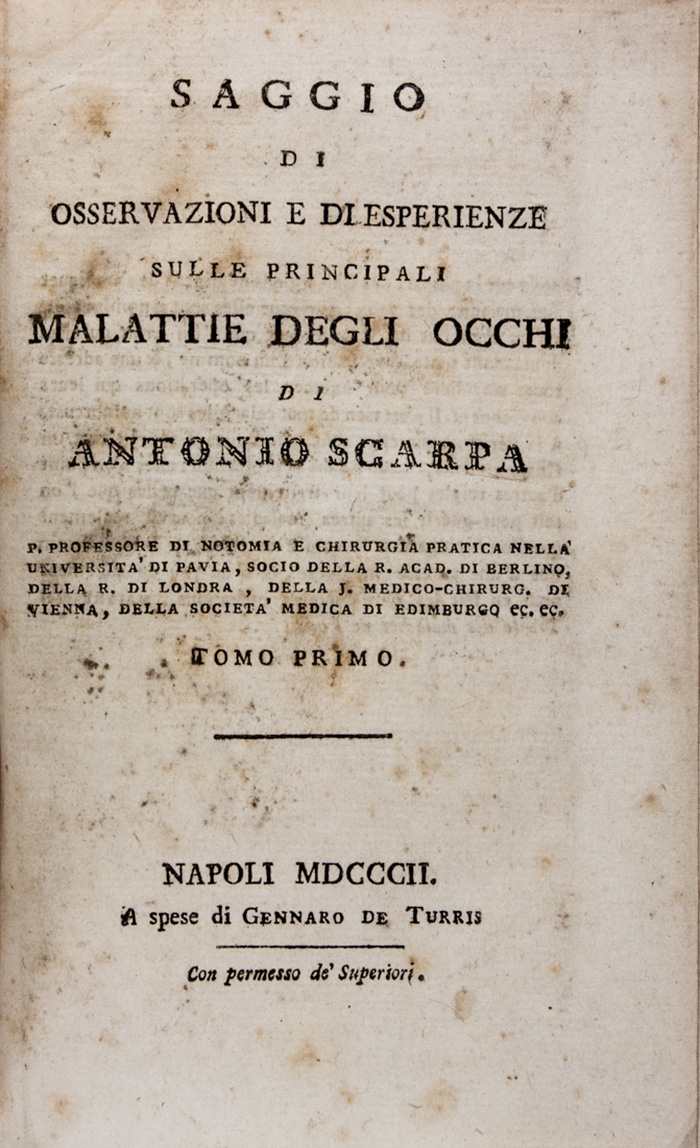 SAGGIO
DI
OSSERVAZIONI E DI ESPERIENZE
SULLE PRINCIPALI
MALATTIE DEGLI OCCHI
DI
ANTONIO SCARPA
P. PROFESSORE DI NOTOMIA E CHIRURGIA PRATICA NELLA'
UNIVERSITA' DI PAVIA, SOCIO DELLA R. ACAD. DI BERLINO,
DELLA R. DI LONDRA, DELLA J. MEDICO-CHIRURG. DI
VIENNA, DELLA SOCIETA' MEDICA DI EDIMBURGO ec. ec.
TOMO PRIMO.
NAPOLI MDCCCII.
A spese di GENNARO DE TURRIS
Con permesso de' Superiori.